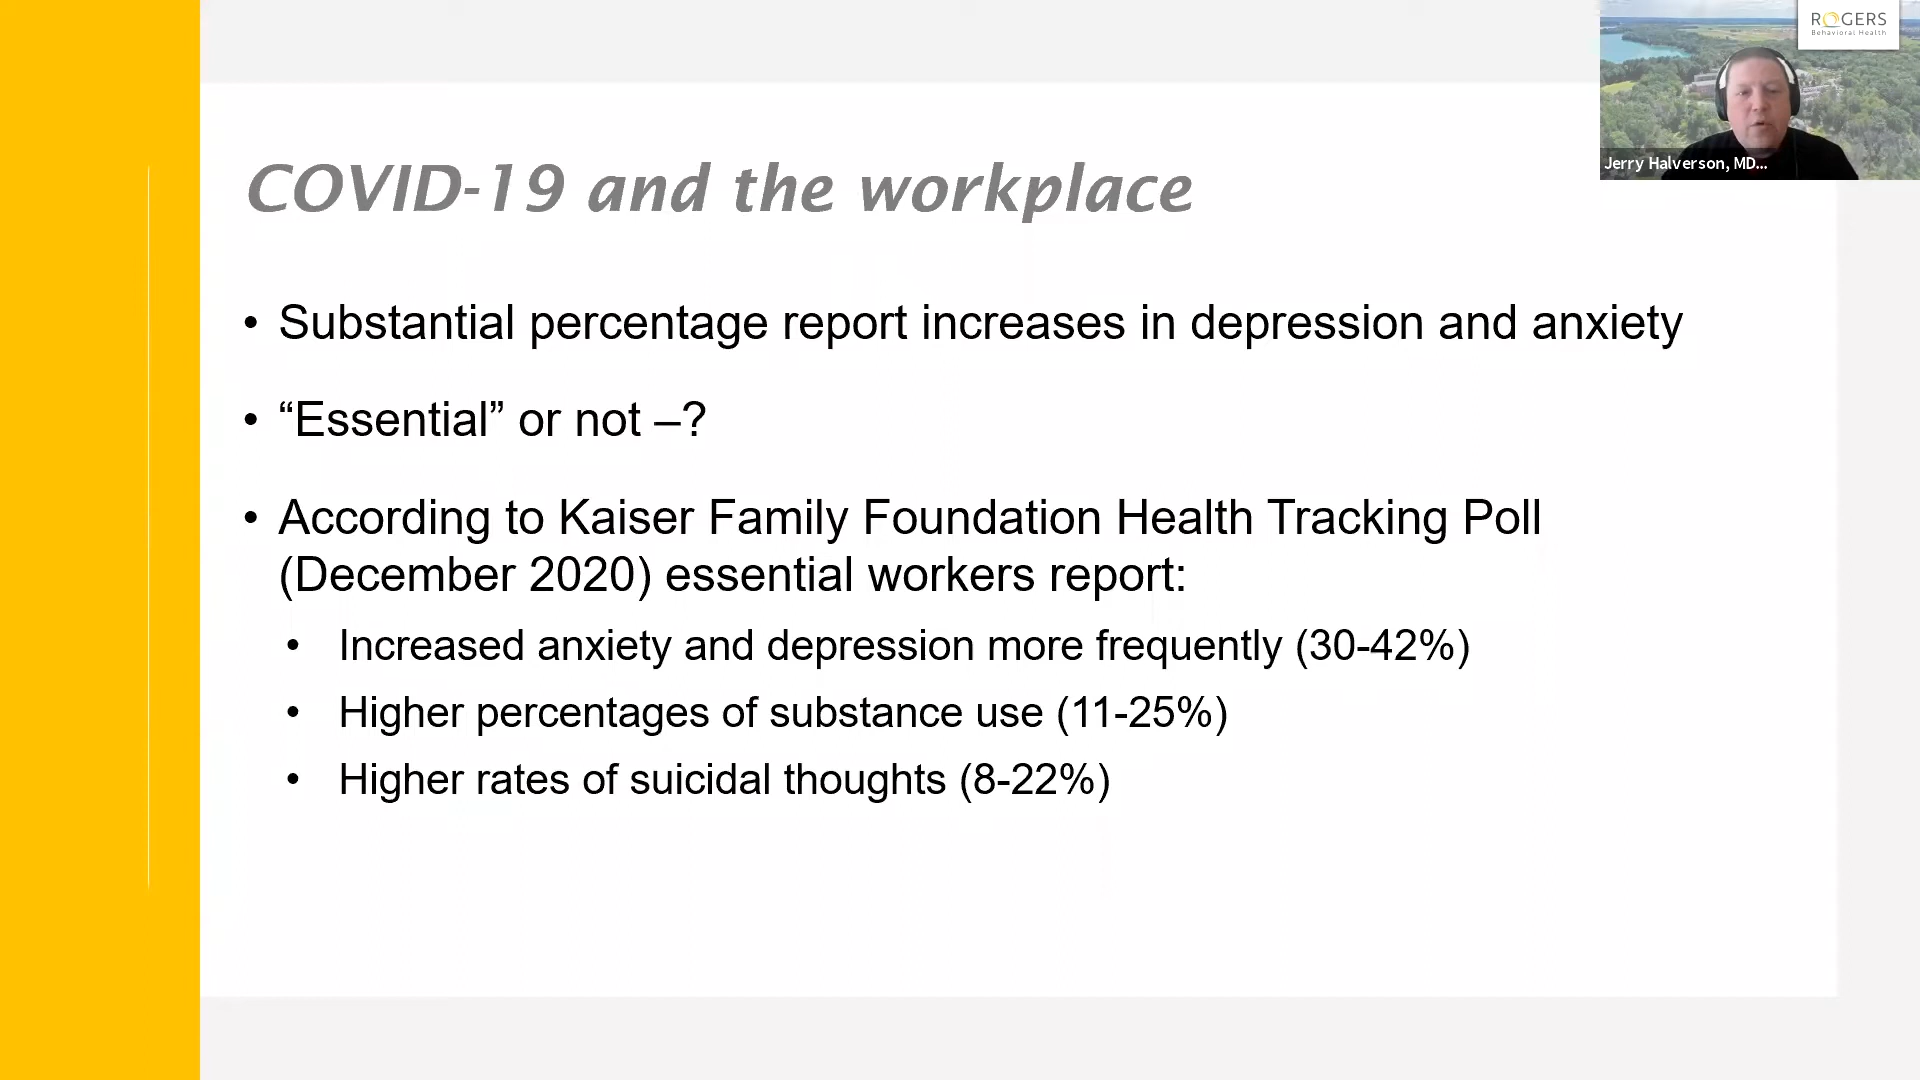 ROGERS
Behavioral Health
Jerry Halverson, MD...
COVID-19 and the workplace
• Substantial percentage report increases in depression and anxiety
• “Essential” or not –?
• According to Kaiser Family Foundation Health Tracking Poll
(December 2020) essential workers report:
• Increased anxiety and depression more frequently (30-42%)
• Higher percentages of substance use (11-25%)
• Higher rates of suicidal thoughts (8-22%)